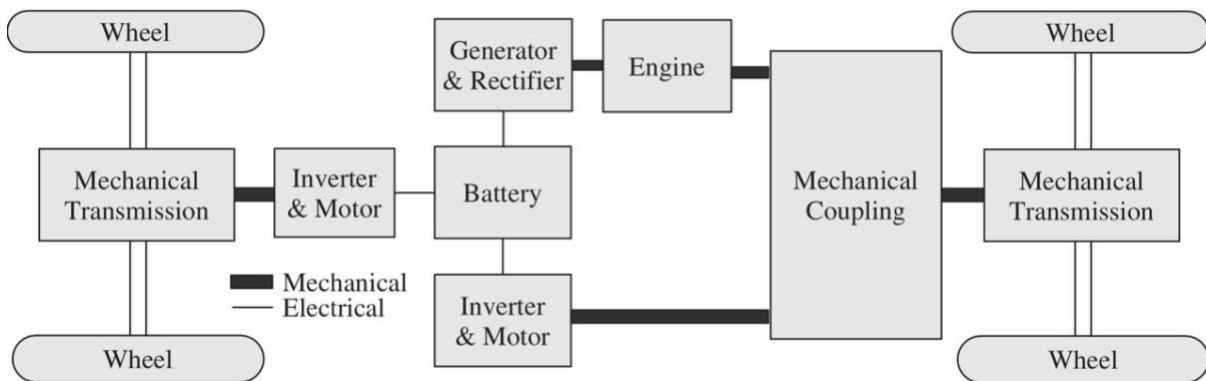 Wheel
Wheel
Generator
& Rectifier
Engine
Mechanical
Transmission
Inverter
& Motor
Battery
Mechanical
Coupling
Mechanical
Transmission
Mechanical
Electrical
Inverter
& Motor
Wheel
Wheel